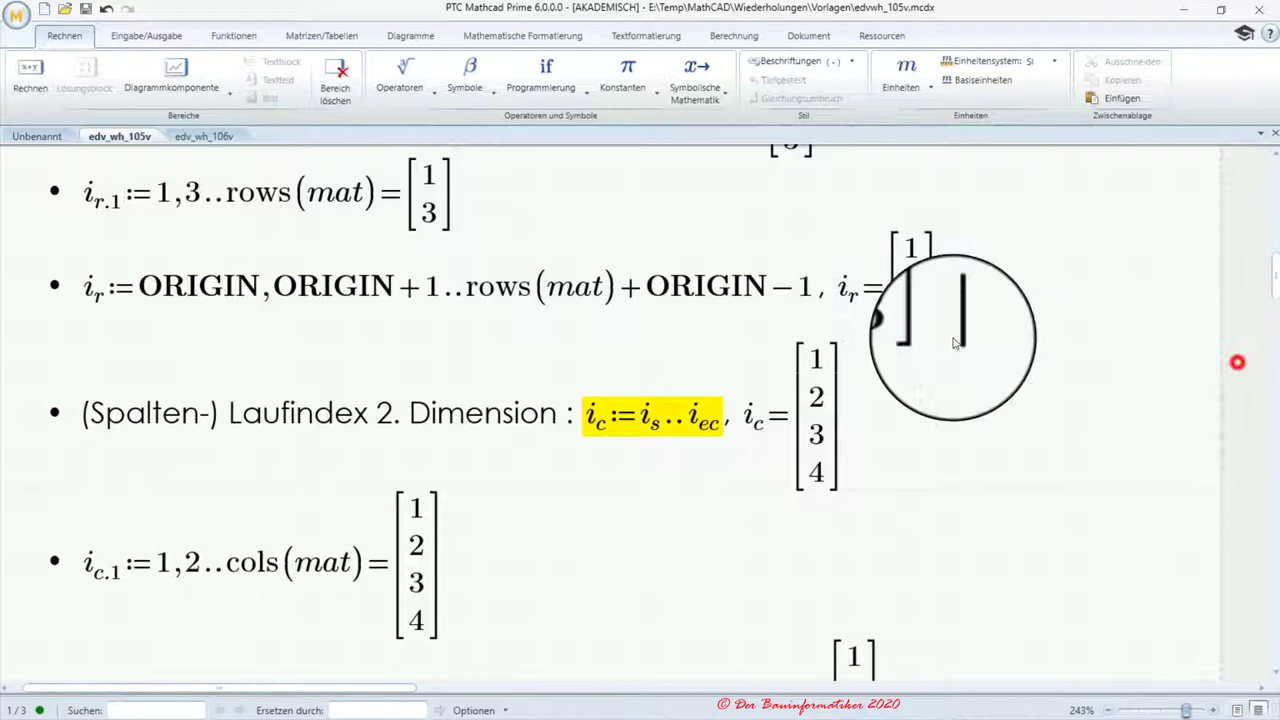 PTC Mathcad Prime 6.0.0.0 - [AKADEMISCH] - E:\Temp\MathCAD\Wiederholungen\Vorlagen\edvwh_105v.mcdx
Rechnen Eingabe/Ausgabe Funktionen Matrizen/Tabellen Diagramme Mathematische Formatierung Textformatierung Berechnung Dokument Ressourcen
Rechnen Lösungsblock Diagrammkomponente Textblock Textfeld Bild Bereich löschen Operatoren Symbole if Programmierung π Konstanten Symbolische Mathematik Beschriftungen ( - ) Tiefgestellt Gleichungsumbruch Einheiten Einheitensystem: SI Basiseinheiten Ausschneiden Kopieren Einfügen
Bereiche Operatoren und Symbole Stil Einheiten Zwischenablage
Unbenannt edv_wh_105v edv_wh_106v
• i_r.1 := 1, 3 .. rows(mat) = [1 3]
• i_r := ORIGIN, ORIGIN + 1 .. rows(mat) + ORIGIN − 1, i_r = [1
• (Spalten-) Laufindex 2. Dimension : i_c := i_s .. i_ec, i_c = [1 2 3 4]
• i_c.1 := 1, 2 .. cols(mat) = [1 2 3 4]
[1]
1 / 3 Suchen: Ersetzen durch: Optionen © Der Bauinformatiker 2020 243%